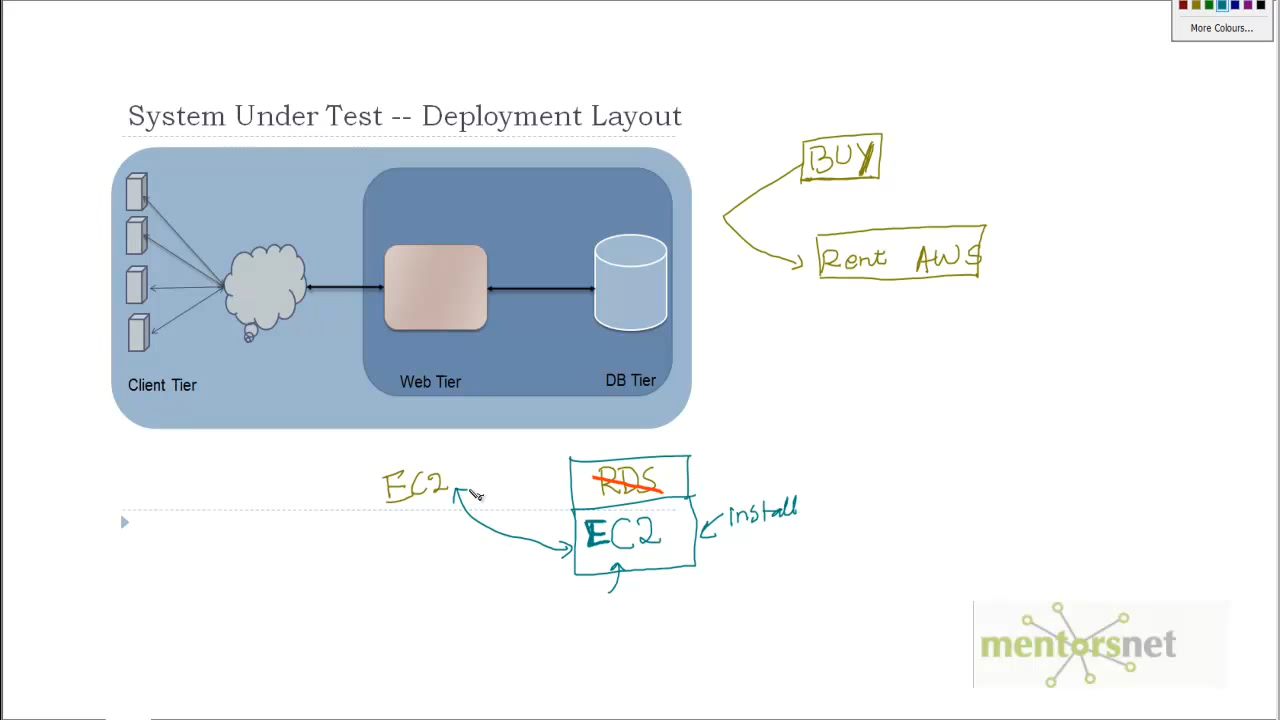 More Colours...
System Under Test -- Deployment Layout
BUY
Rent AWS
Client Tier
Web Tier
DB Tier
EC2
RDS
EC2
install
mentorsnet